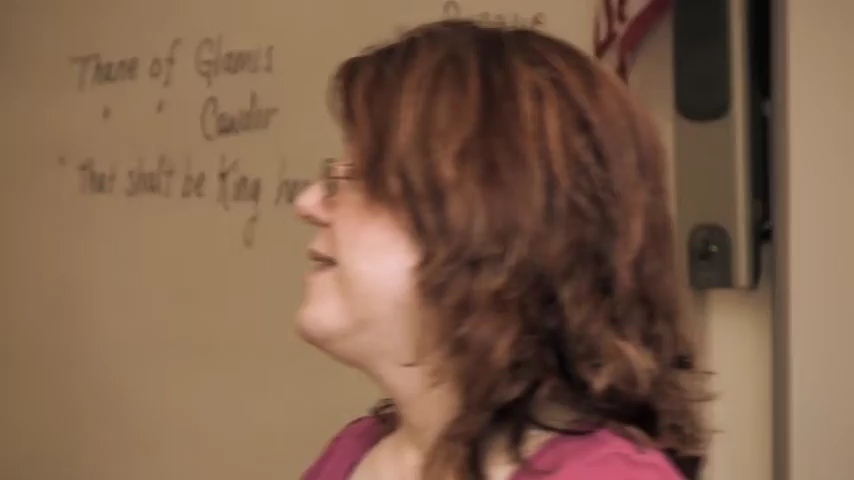 Thane of Glamis
" " Cawdor
" That shalt be King